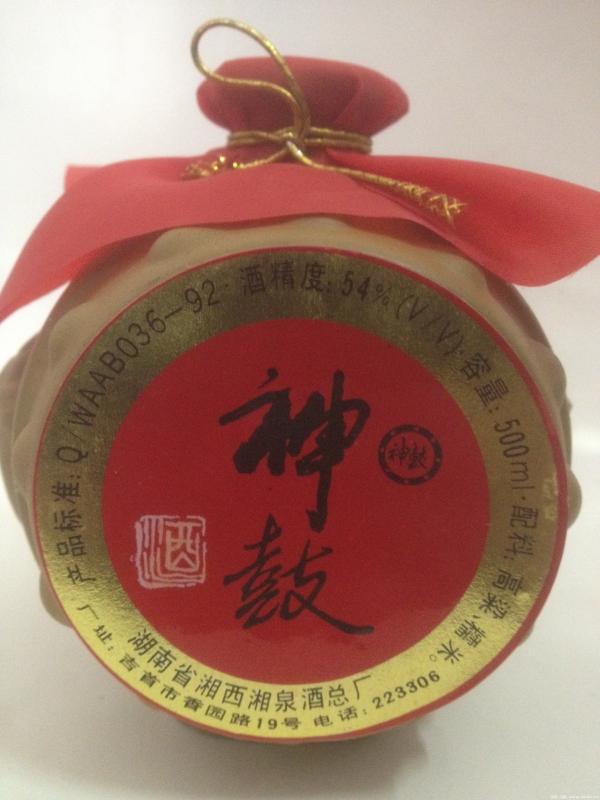 产品标准:Q/WAAB036-92·酒精度:54%(V/V)·容量:500ml·配料:高粱、糯米。
神鼓
神鼓
酒
湖南省湘西湘泉酒总厂
厂址:吉首市香园路19号 电话:223306